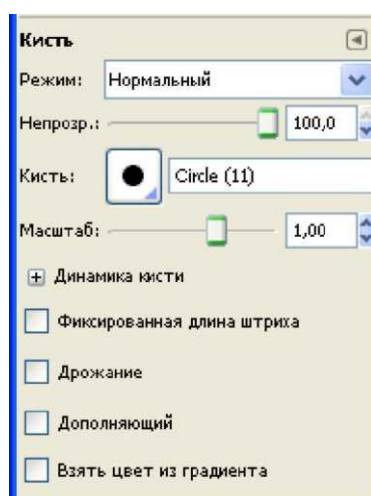 Кисть
Режим: Нормальный
Непрозр.: 100,0
Кисть: Circle (11)
Масштаб: 1,00
Динамика кисти
Фиксированная длина штриха
Дрожание
Дополняющий
Взять цвет из градиента